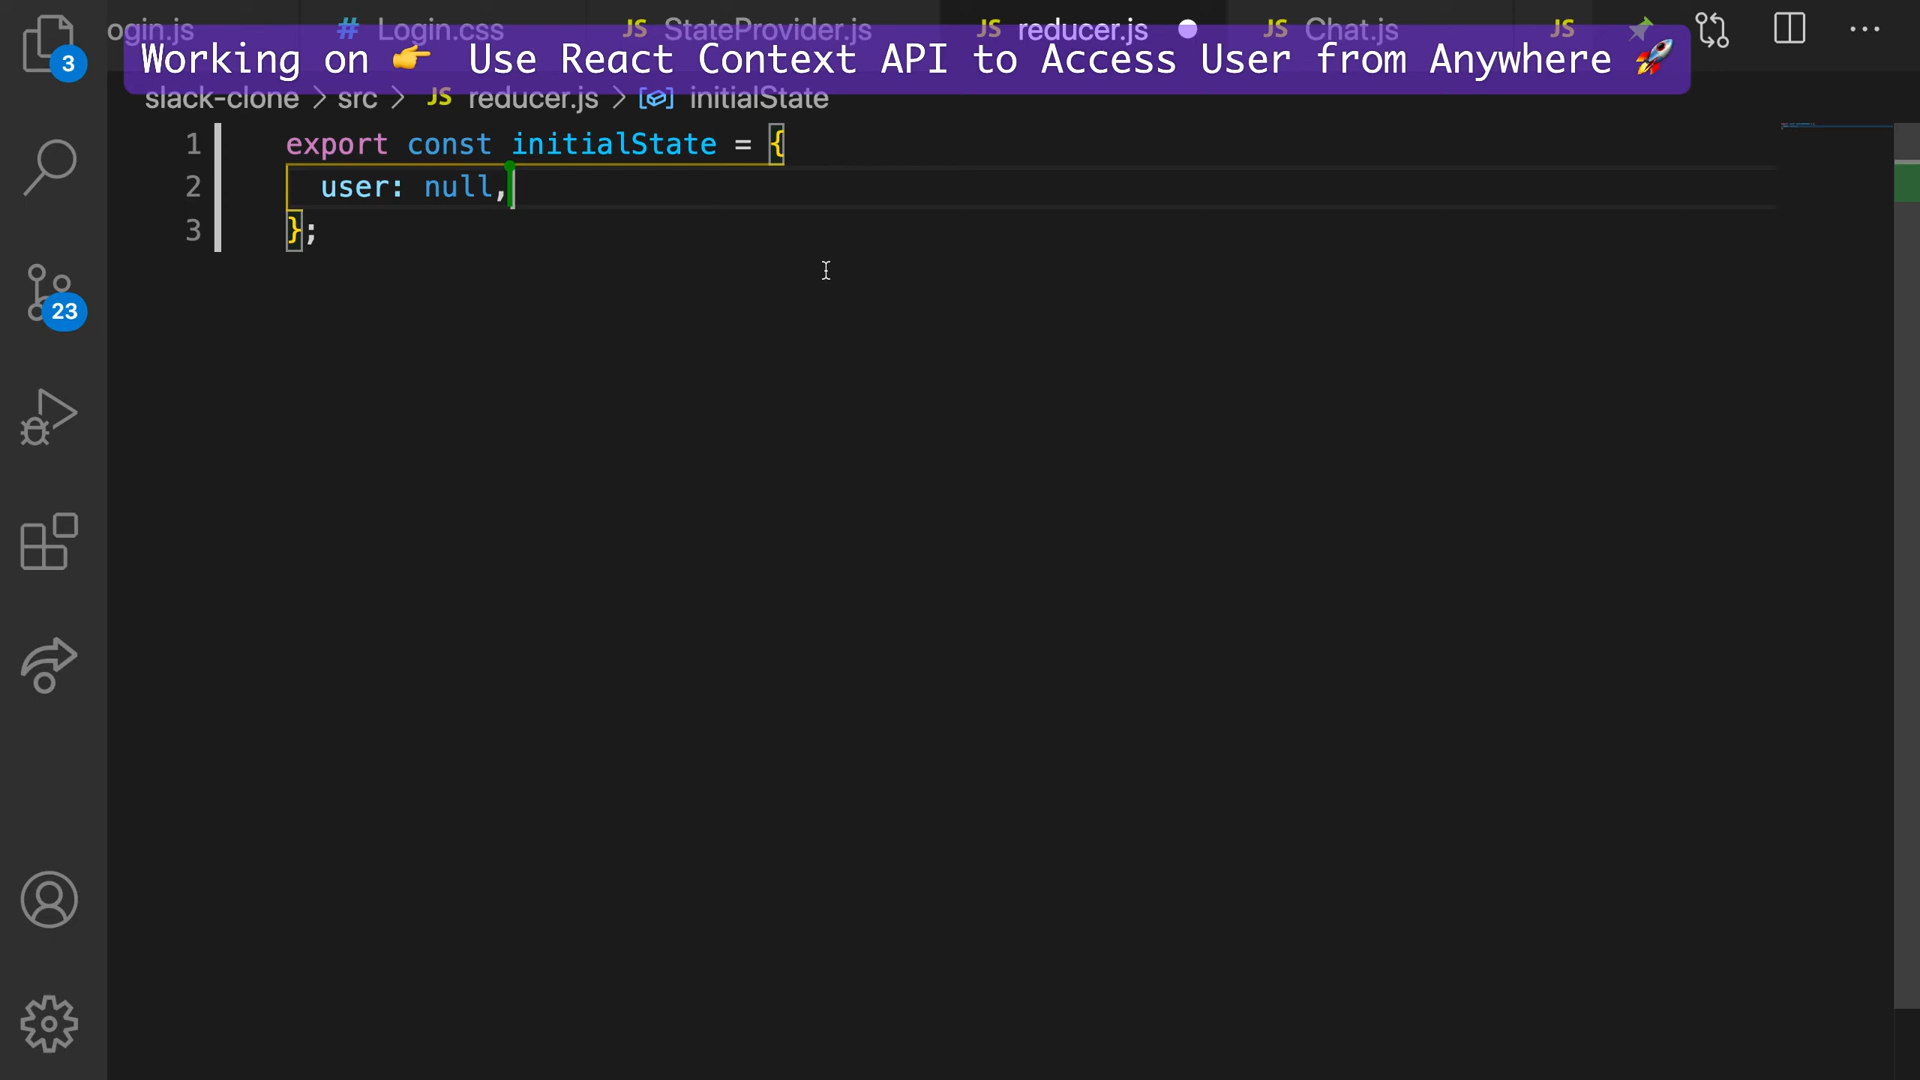 ogin.js # Login.css JS StateProvider.js JS reducer.js JS Chat.js JS
Working on 👉 Use React Context API to Access User from Anywhere 🚀
slack-clone > src > JS reducer.js > initialState
3
1 export const initialState = {
2 user: null,
3 };
23